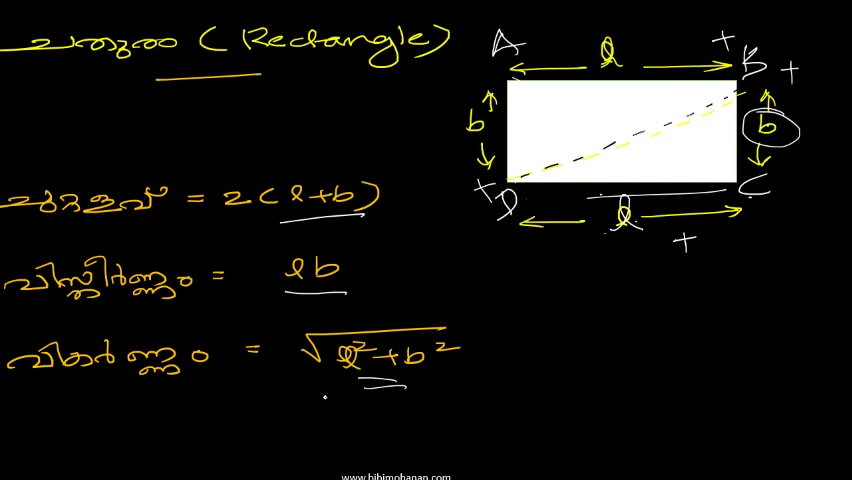 ചതുരം (Rectangle)
A l B
b b
D l C
ചുറ്റളവ് = 2(l+b)
വിസ്തീർണ്ണം = lb
വികർണ്ണം = √l²+b²
www.bibimohanan.com